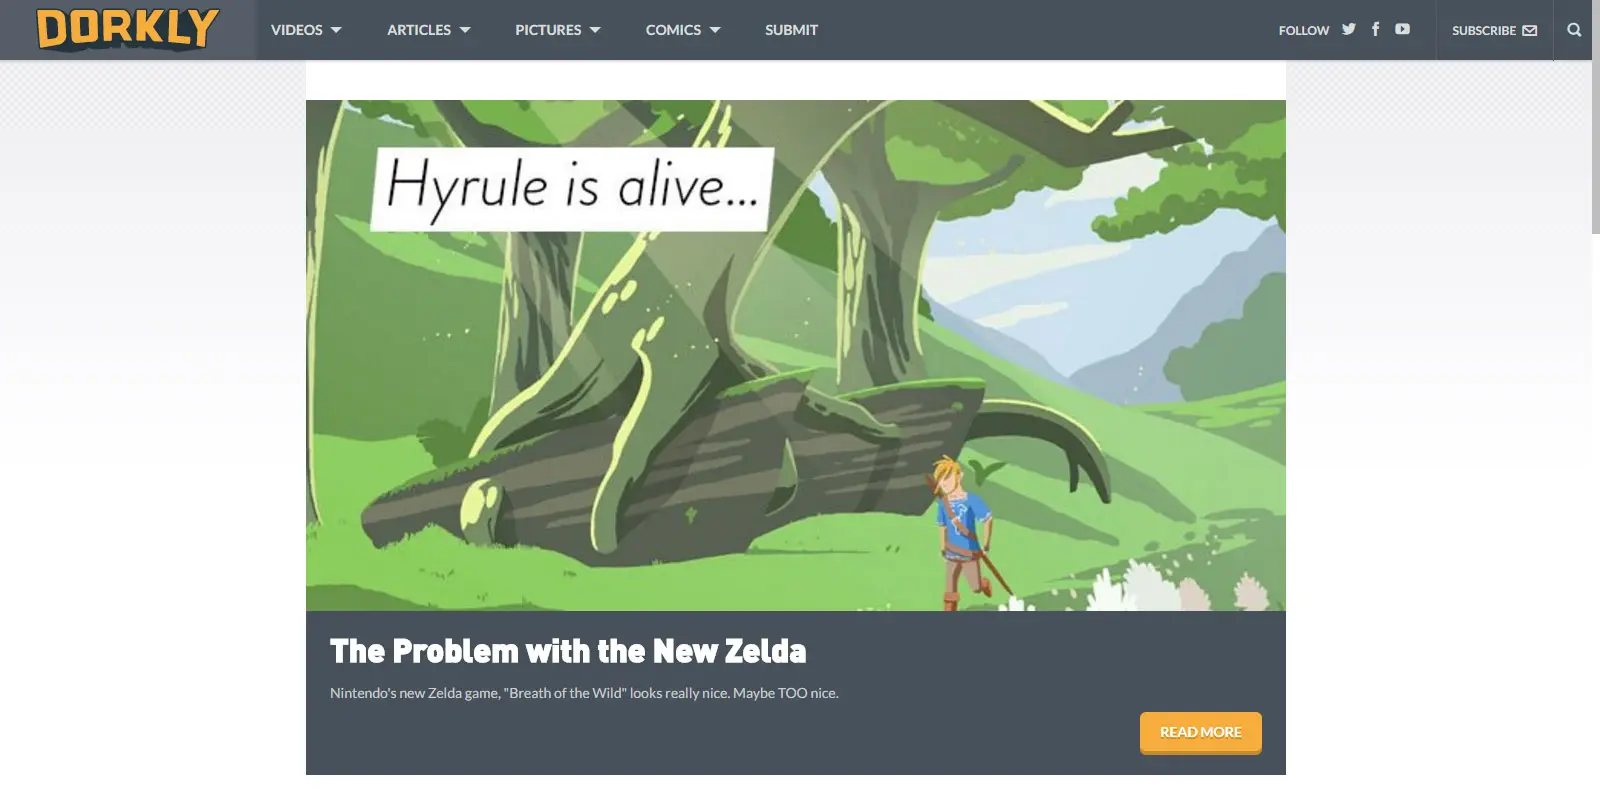 DORKLY
VIDEOS
ARTICLES
PICTURES
COMICS
SUBMIT
FOLLOW
SUBSCRIBE
Hyrule is alive...
The Problem with the New Zelda
Nintendo's new Zelda game, "Breath of the Wild" looks really nice. Maybe TOO nice.
READ MORE